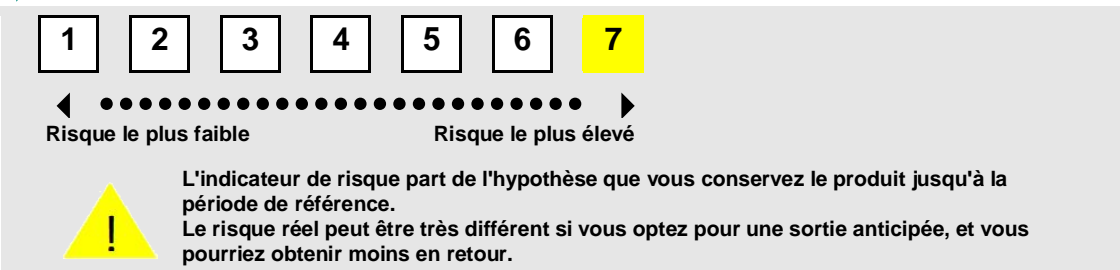 1 2 3 4 5 6 7
Risque le plus faible Risque le plus élevé
L'indicateur de risque part de l'hypothèse que vous conservez le produit jusqu'à la
période de référence.
Le risque réel peut être très différent si vous optez pour une sortie anticipée, et vous
pourriez obtenir moins en retour.
!